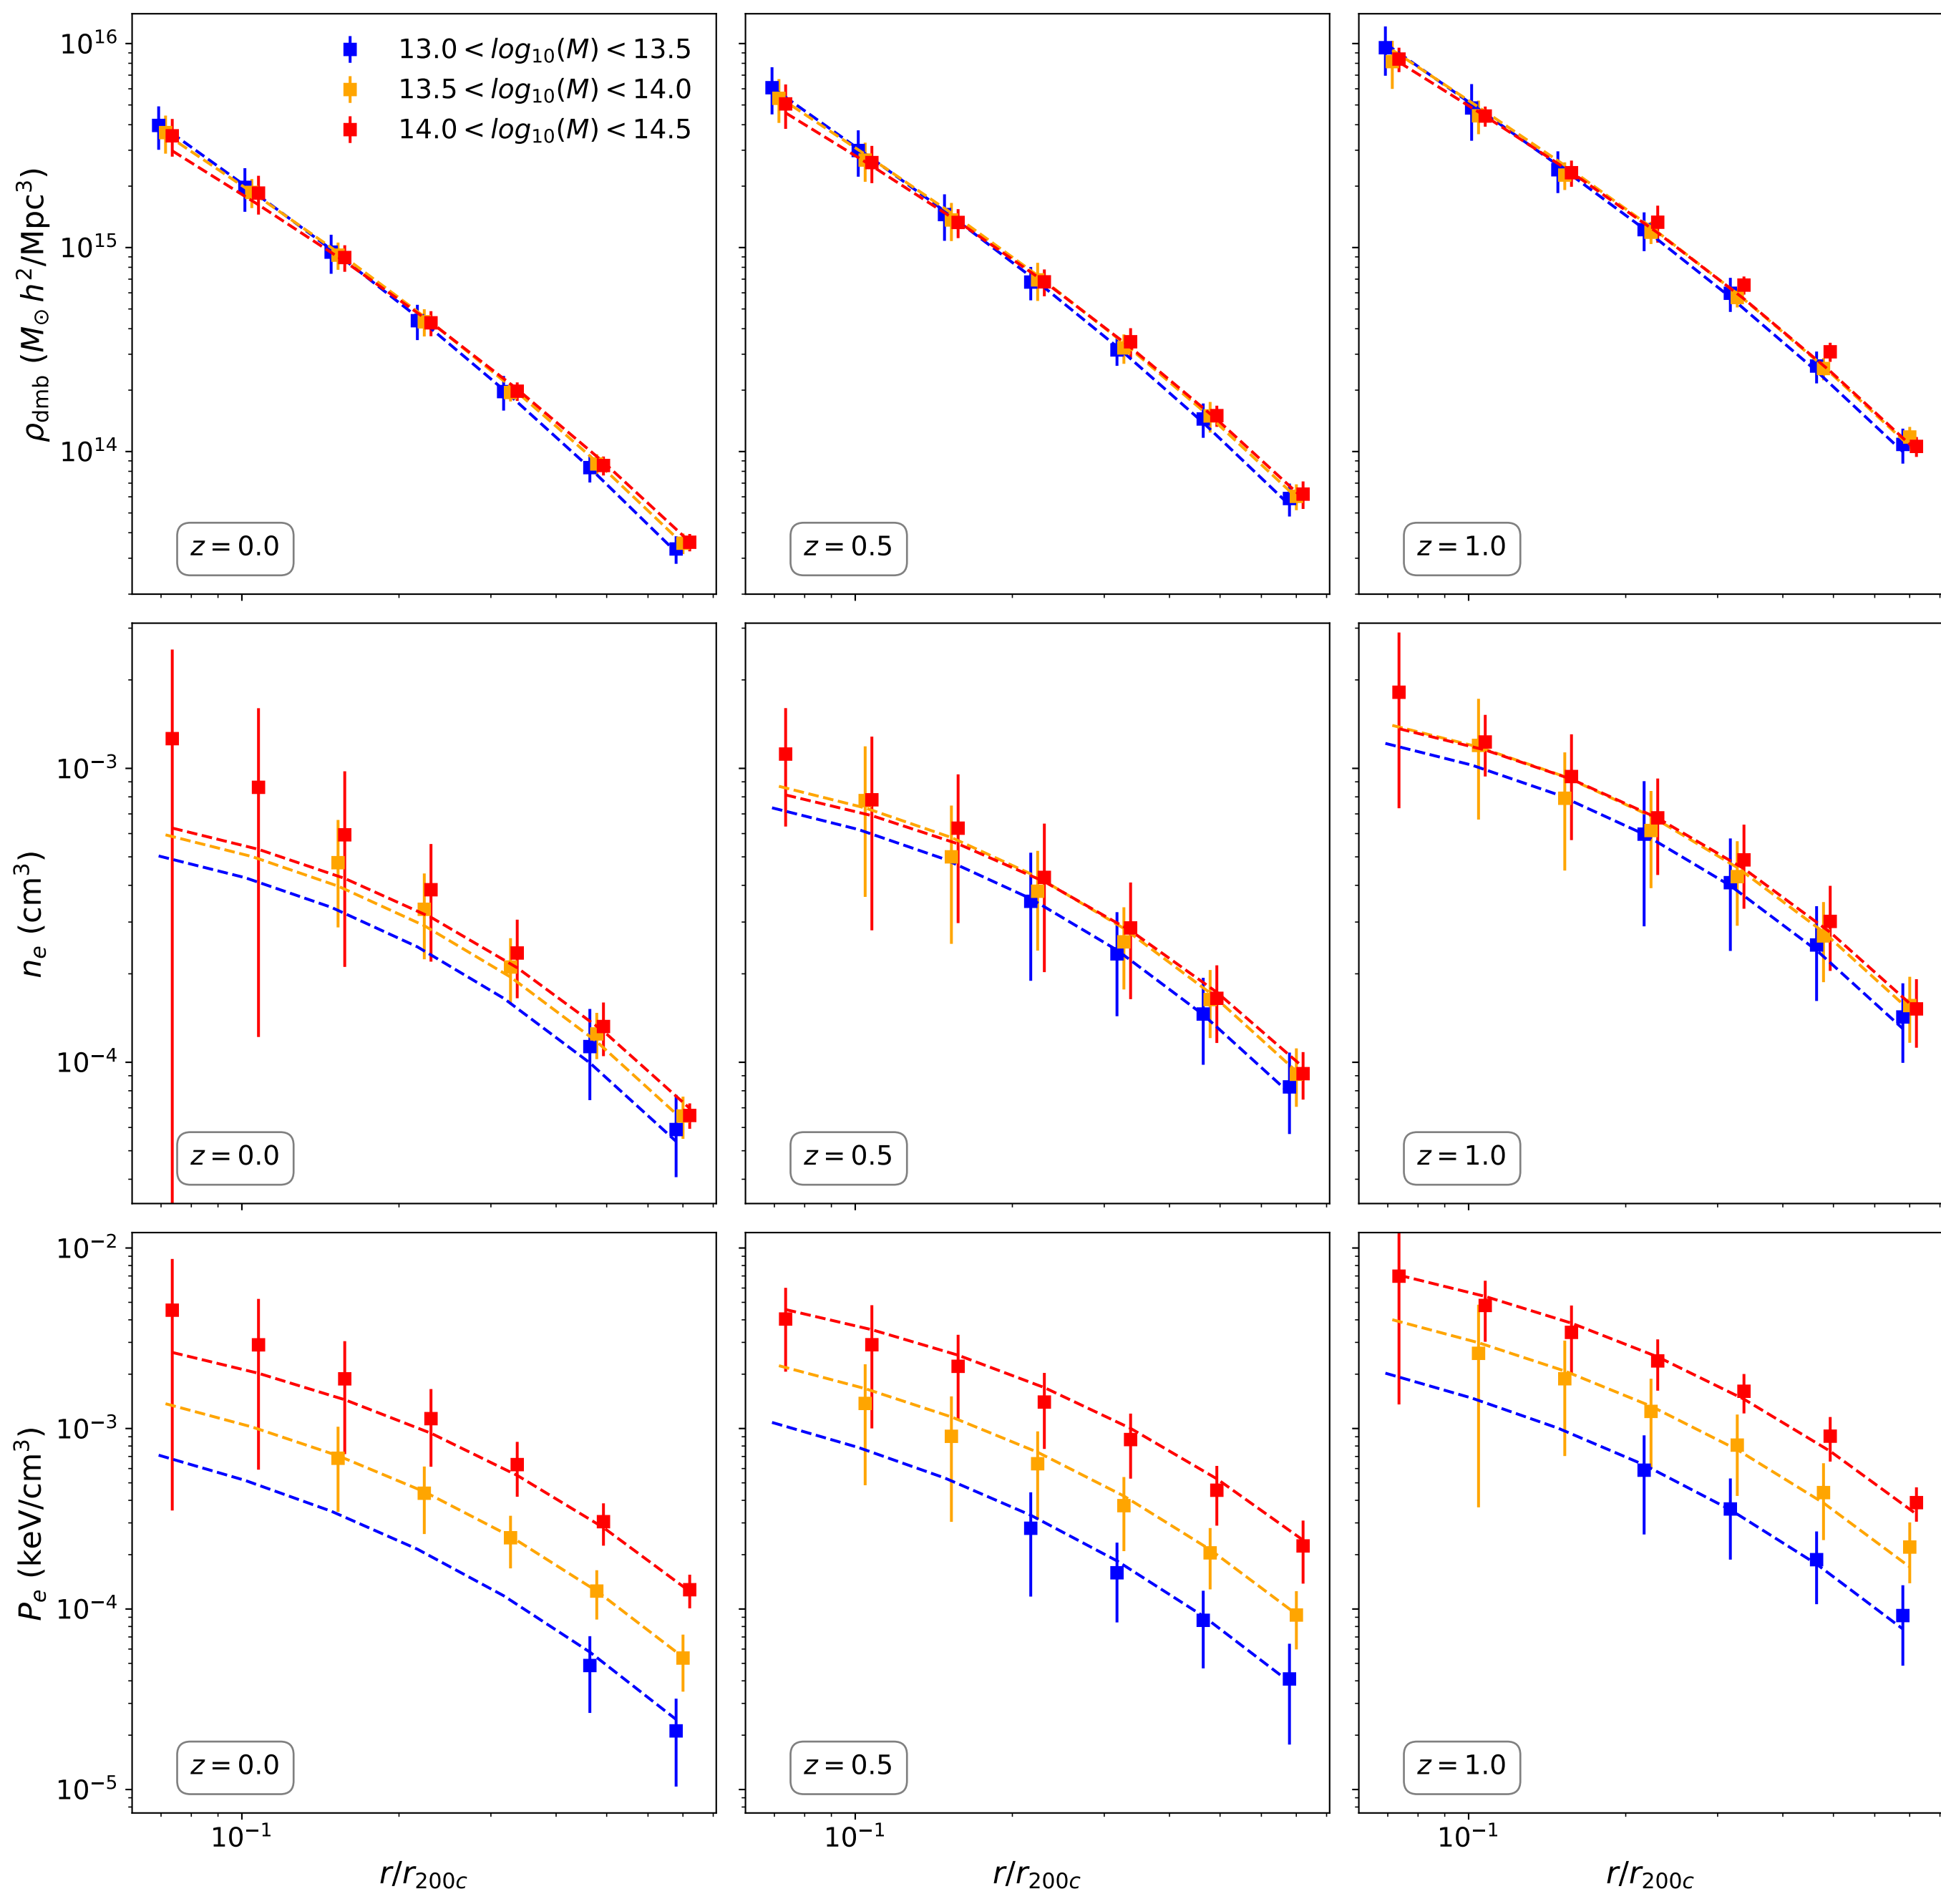 10^16
10^15
10^14
ρ_dmb (M_⊙ h^2/Mpc^3)
13.0 < log_10(M) < 13.5
13.5 < log_10(M) < 14.0
14.0 < log_10(M) < 14.5
z = 0.0
z = 0.5
z = 1.0
10^−3
10^−4
n_e (cm^3)
z = 0.0
z = 0.5
z = 1.0
10^−2
10^−3
10^−4
10^−5
P_e (keV/cm^3)
z = 0.0
z = 0.5
z = 1.0
10^−1
10^−1
10^−1
r/r_200c
r/r_200c
r/r_200c